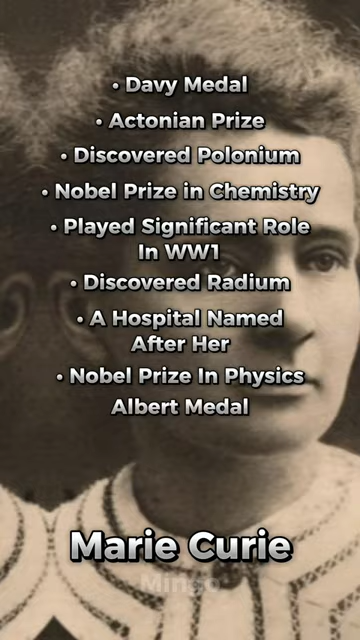 • Davy Medal
• Actonian Prize
• Discovered Polonium
• Nobel Prize in Chemistry
• Played Significant Role
In WW1
• Discovered Radium
• A Hospital Named
After Her
• Nobel Prize In Physics
Albert Medal
Marie Curie
Mingo